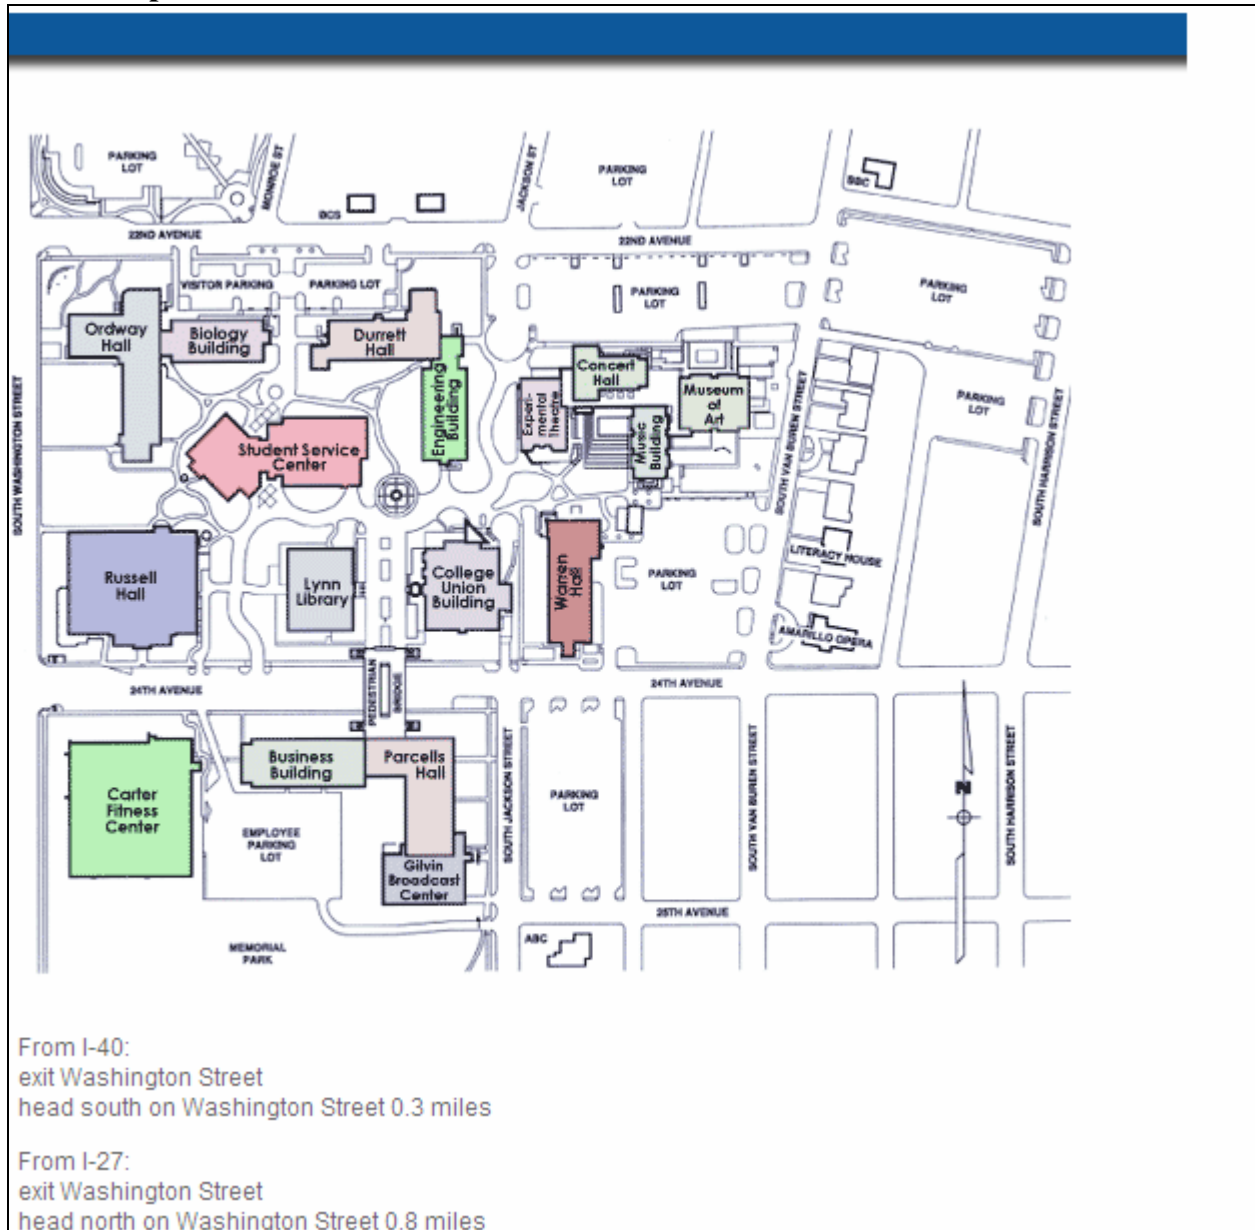 PARKING
LOT
MONROE ST
BCS
JACKSON ST
PARKING
LOT
22ND AVENUE
22ND AVENUE
VISITOR PARKING
PARKING LOT
PARKING
LOT
PARKING
LOT
Ordway
Hall
Biology
Building
Durrett
Hall
Engineering
Building
Concert
Hall
Experi-
mental
Theatre
Museum
of
Art
Music
Building
PARKING
LOT
SOUTH WASHINGTON STREET
SOUTH VAN BUREN STREET
SOUTH HARRISON STREET
Student Service
Center
Russell
Hall
Lynn
Library
College
Union
Building
Warren
Hall
PARKING
LOT
LITERACY HOUSE
AMARILLO OPERA
24TH AVENUE
PEDESTRIAN
BRIDGE
24TH AVENUE
Carter
Fitness
Center
Business
Building
Parcells
Hall
SOUTH JACKSON STREET
PARKING
LOT
SOUTH VAN BUREN STREET
N
SOUTH HARRISON STREET
EMPLOYEE
PARKING
LOT
Gilvin
Broadcast
Center
25TH AVENUE
MEMORIAL
PARK
ABC
From I-40:
exit Washington Street
head south on Washington Street 0.3 miles
From I-27:
exit Washington Street
head north on Washington Street 0.8 miles